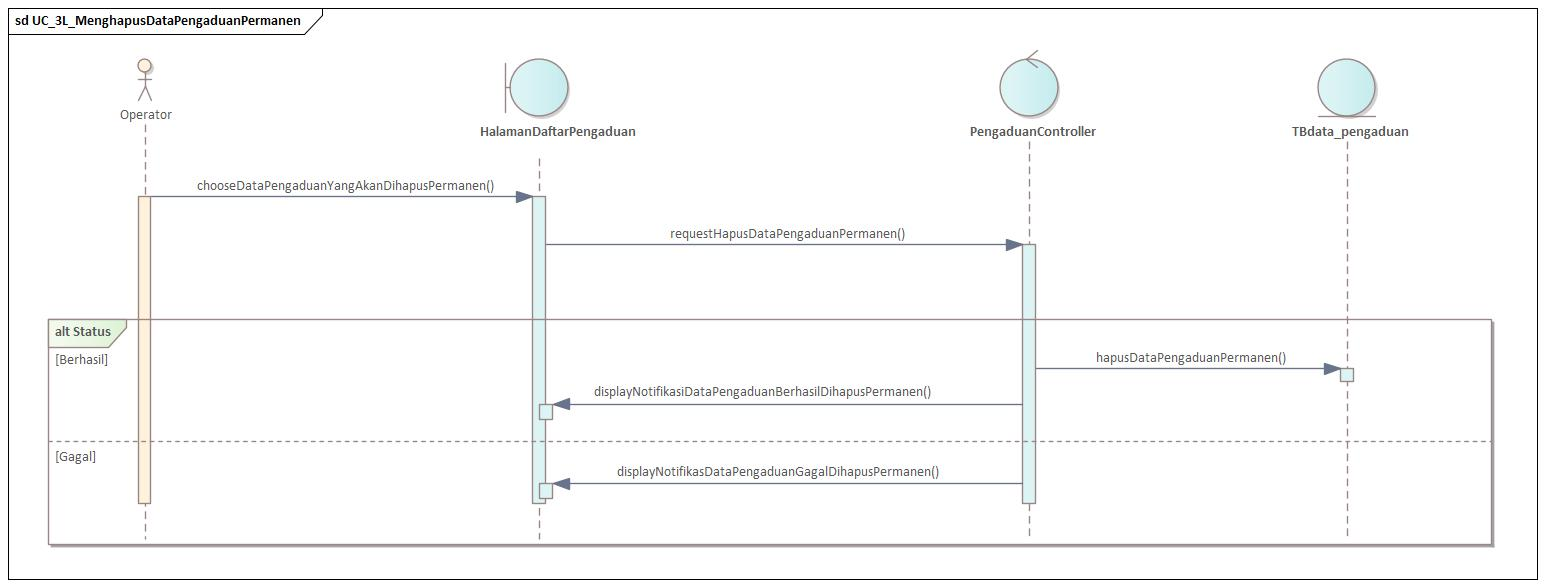 sd UC_3L_MenghapusDataPengaduanPermanen
Operator
HalamanDaftarPengaduan
PengaduanController
TBdata_pengaduan
chooseDataPengaduanYangAkanDihapusPermanen()
requestHapusDataPengaduanPermanen()
alt Status
[Berhasil]
hapusDataPengaduanPermanen()
displayNotifikasiDataPengaduanBerhasilDihapusPermanen()
[Gagal]
displayNotifikasDataPengaduanGagalDihapusPermanen()